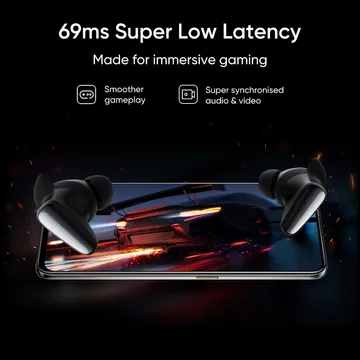 69ms Super Low Latency
Made for immersive gaming
Smoother
gameplay
Super synchronised
audio & video